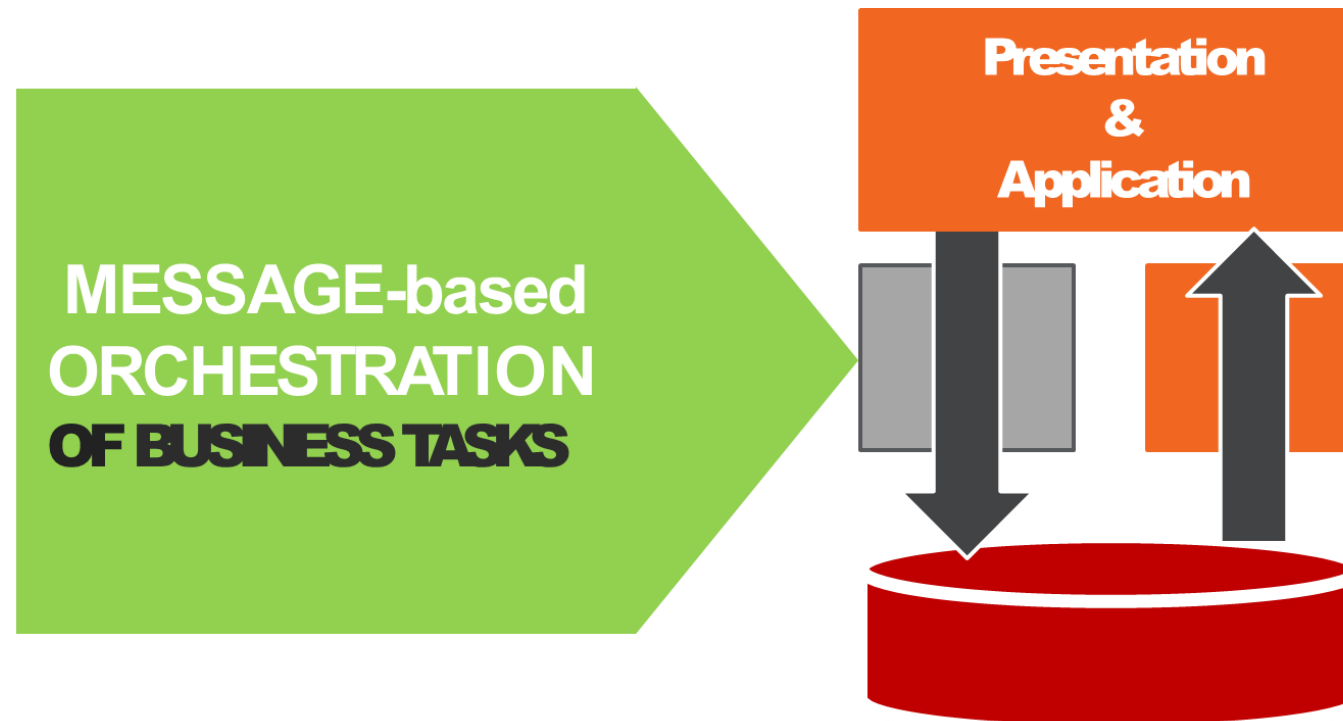 MESSAGE-based
ORCHESTRATION
OF BUSINESS TASKS
Presentation
&
Application